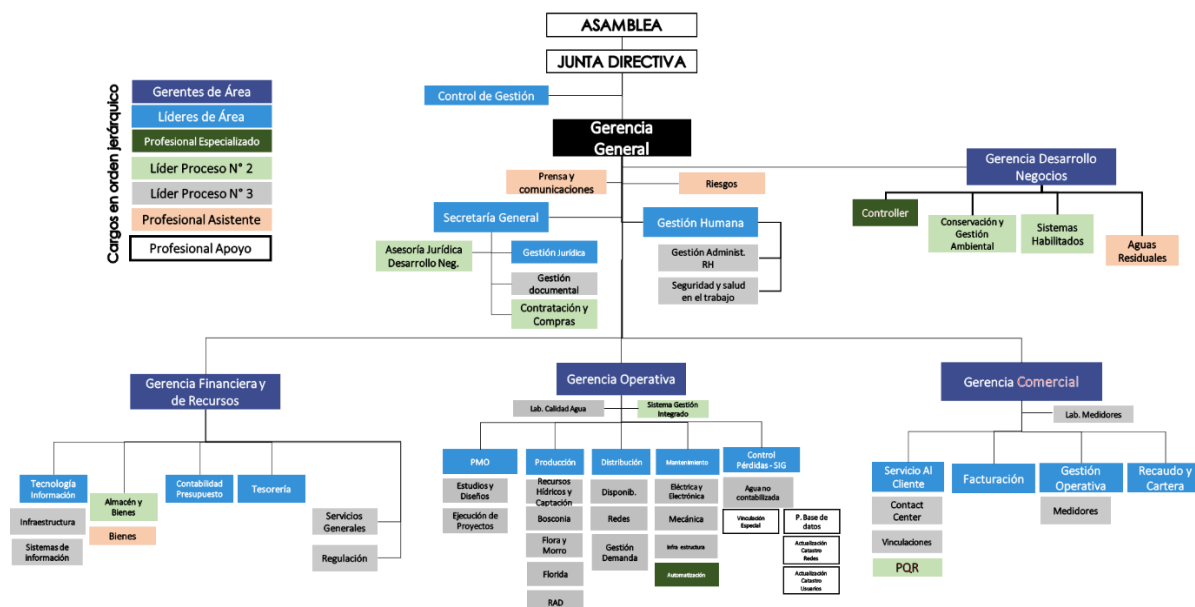 ASAMBLEA
JUNTA DIRECTIVA
Control de Gestión
Gerencia
General
Cargos en orden jerárquico
Gerentes de Área
Líderes de Área
Profesional Especializado
Líder Proceso N° 2
Líder Proceso N° 3
Profesional Asistente
Profesional Apoyo
Prensa y
comunicaciones
Riesgos
Gerencia Desarrollo
Negocios
Secretaría General
Gestión Humana
Controller
Conservación y
Gestión
Ambiental
Sistemas
Habilitados
Aguas
Residuales
Asesoría Jurídica
Desarrollo Neg.
Gestión Jurídica
Gestión
documental
Contratación y
Compras
Gestión Administ.
RH
Seguridad y salud
en el trabajo
Gerencia Financiera y
de Recursos
Gerencia Operativa
Gerencia Comercial
Lab. Calidad Agua
Sistema Gestión
Integrado
Lab. Medidores
Tecnología
Información
Infraestructura
Sistemas de
información
Almacén y
Bienes
Bienes
Contabilidad
Presupuesto
Tesorería
Servicios
Generales
Regulación
PMO
Estudios y
Diseños
Ejecución de
Proyectos
Producción
Recursos
Hídricos y
Captación
Bosconia
Flora y
Morro
Florida
RAD
Distribución
Disponib.
Redes
Gestión
Demanda
Mantenimiento
Eléctrica y
Electrónica
Mecánica
Infra estructura
Automatización
Control
Pérdidas - SIG
Agua no
contabilizada
Vinculación
Especial
P. Base de
datos
Actualización
Catastro
Redes
Actualización
Catastro
Usuarios
Servicio Al
Cliente
Contact
Center
Vinculaciones
PQR
Facturación
Gestión
Operativa
Medidores
Recaudo y
Cartera